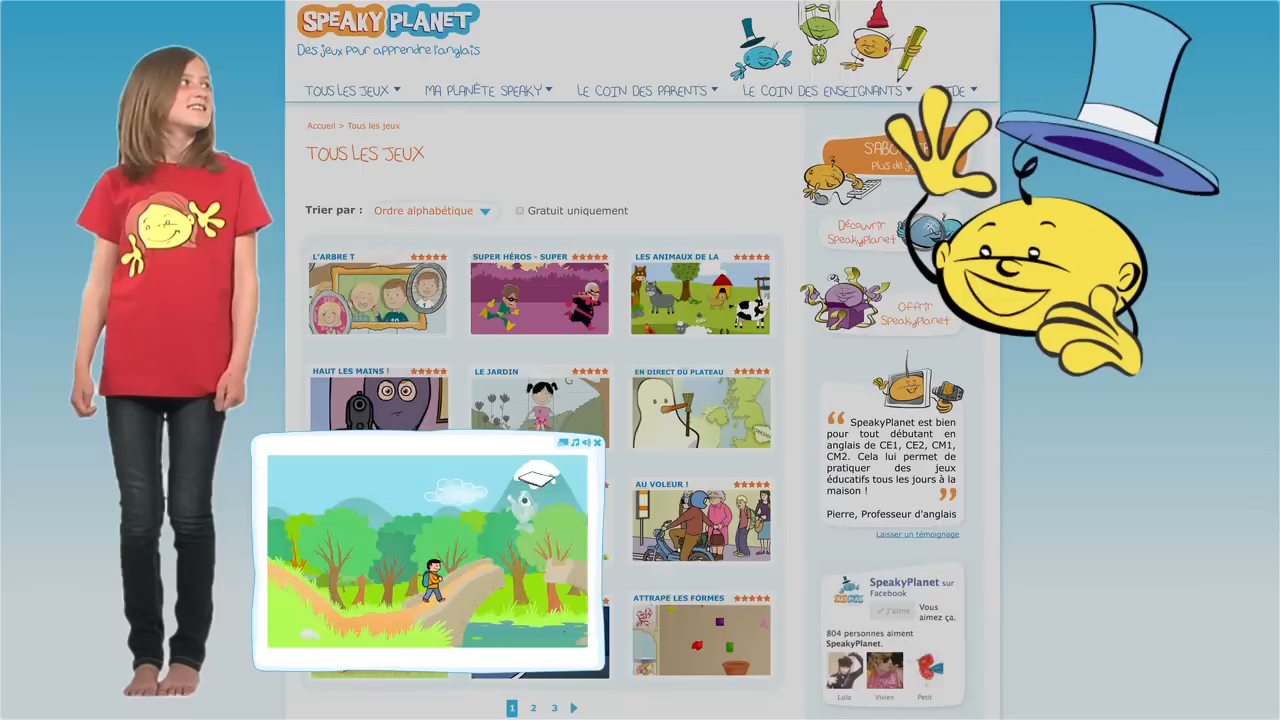 SPEAKY PLANET
Des jeux pour apprendre l'anglais
TOUS LES JEUX
MA PLANÈTE SPEAKY
LE COIN DES PARENTS
LE COIN DES ENSEIGNANTS
Accueil > Tous les jeux
TOUS LES JEUX
Plus de
Trier par :
Ordre alphabétique
Gratuit uniquement
Découvrir
SpeakyPlanet
L'ARBRE T
SUPER HÉROS - SUPER
LES ANIMAUX DE LA
Offrir
SpeakyPlanet
HAUT LES MAINS !
LE JARDIN
EN DIRECT DU PLATEAU
“ SpeakyPlanet est bien
pour tout débutant en
anglais de CE1, CE2, CM1,
CM2. Cela lui permet de
pratiquer des jeux
éducatifs tous les jours à la
maison ! ”
Pierre, Professeur d'anglais
Laisser un témoignage
AU VOLEUR !
SpeakyPlanet sur
Facebook
J'aime
Vous
aimez ça.
804 personnes aiment
SpeakyPlanet.
Lulu
Vivien
Petit
ATTRAPE LES FORMES
1 2 3